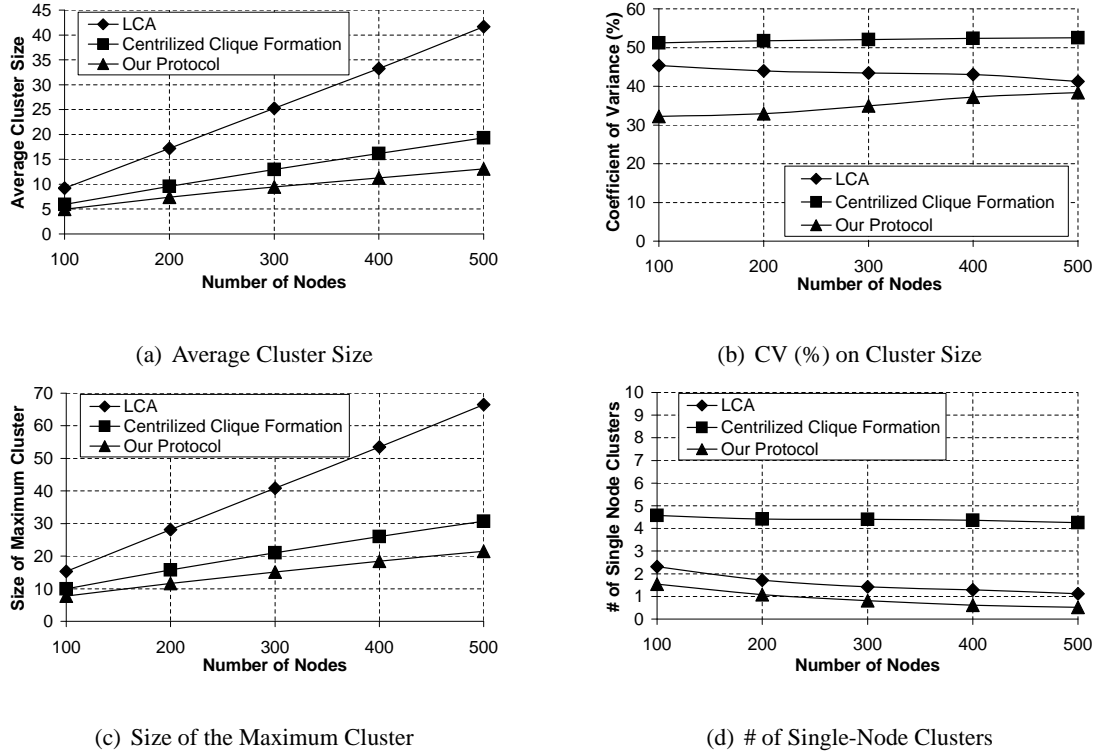 45
40
35
30
25
20
15
10
5
0
Average Cluster Size
LCA
Centrilized Clique Formation
Our Protocol
100 200 300 400 500
Number of Nodes
(a) Average Cluster Size
60
50
40
30
20
10
0
Coefficient of Variance (%)
LCA
Centrilized Clique Formation
Our Protocol
100 200 300 400 500
Number of Nodes
(b) CV (%) on Cluster Size
70
60
50
40
30
20
10
0
Size of Maximum Cluster
LCA
Centrilized Clique Formation
Our Protocol
100 200 300 400 500
Number of Nodes
(c) Size of the Maximum Cluster
10
9
8
7
6
5
4
3
2
1
0
# of Single Node Clusters
LCA
Centrilized Clique Formation
Our Protocol
100 200 300 400 500
Number of Nodes
(d) # of Single-Node Clusters